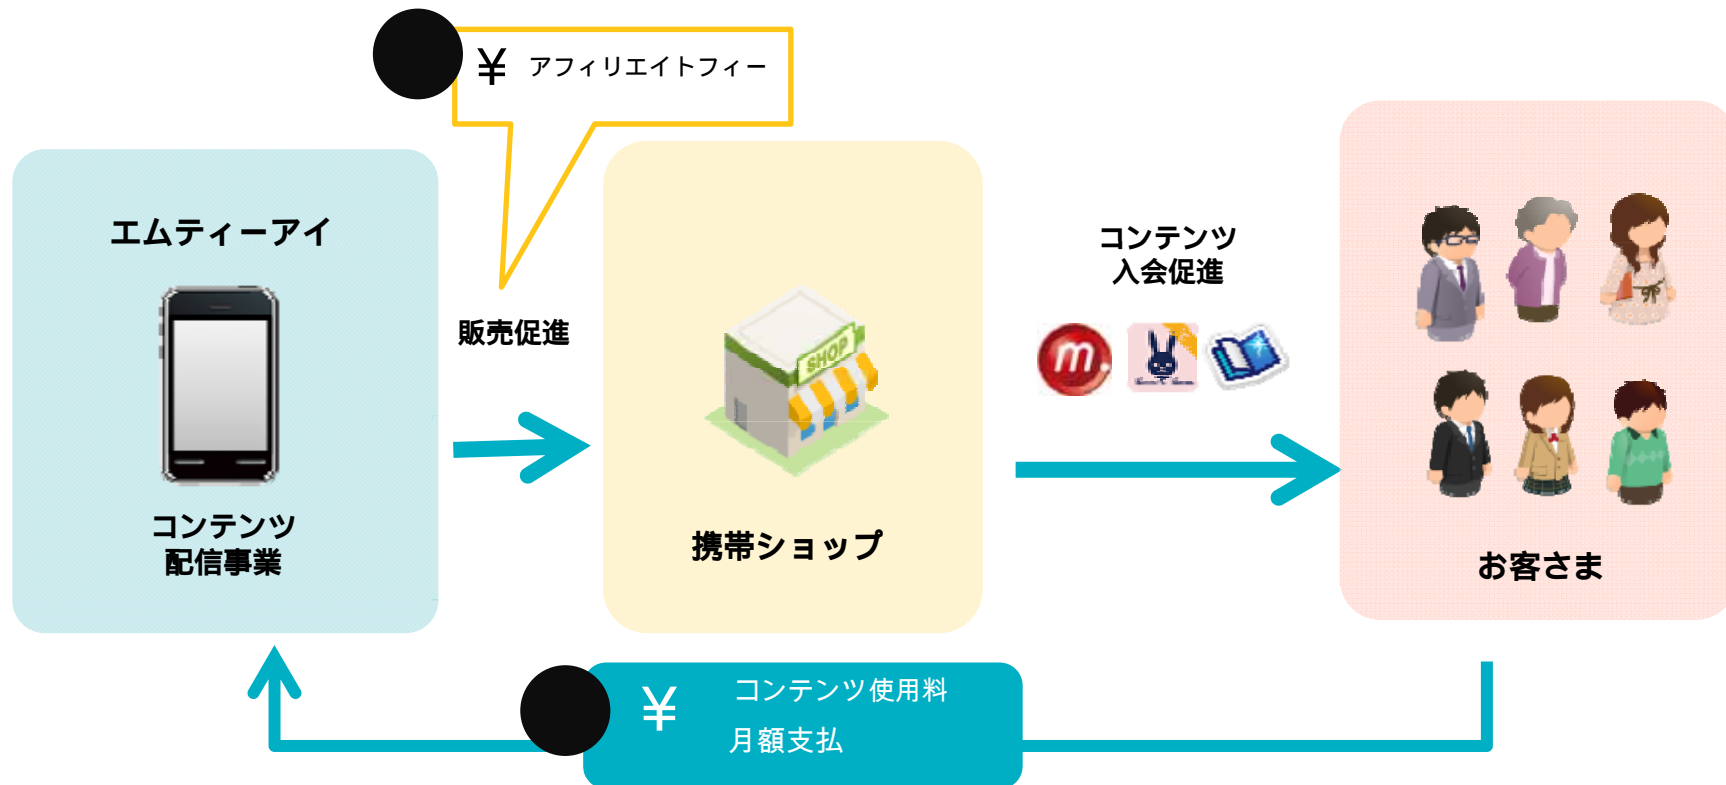 ¥ アフィリエイトフィー
エムティーアイ
コンテンツ
配信事業
販売促進
SHOP
携帯ショップ
コンテンツ
入会促進
m.
お客さま
¥ コンテンツ使用料
月額支払